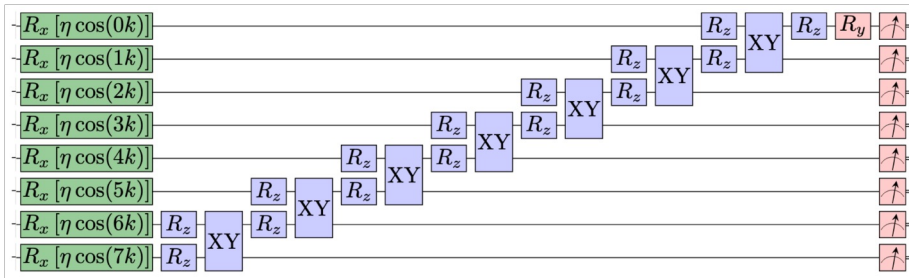 R_x [η cos(0k)] R_z XY R_z R_y
R_x [η cos(1k)] R_z XY R_z
R_x [η cos(2k)] R_z XY R_z
R_x [η cos(3k)] R_z XY R_z
R_x [η cos(4k)] R_z XY R_z
R_x [η cos(5k)] R_z XY R_z
R_x [η cos(6k)] R_z XY R_z
R_x [η cos(7k)] R_z